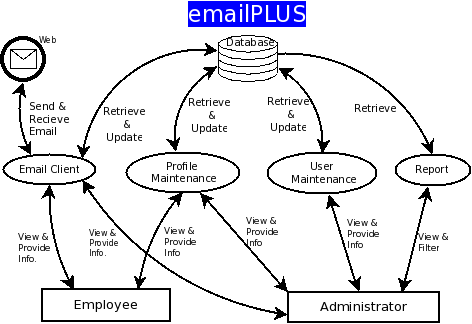 emailPLUS
Web
Database
Send &
Recieve
Email
Retrieve
&
Update
Retrieve
&
Update
Retrieve
&
Update
Retrieve
Email Client
Profile
Maintenance
User
Maintenance
Report
View &
Provide
Info.
View &
Provide
Info.
View &
Provide
Info
View &
Provide
Info
View &
Provide
Info
View &
Filter
Employee
Administrator